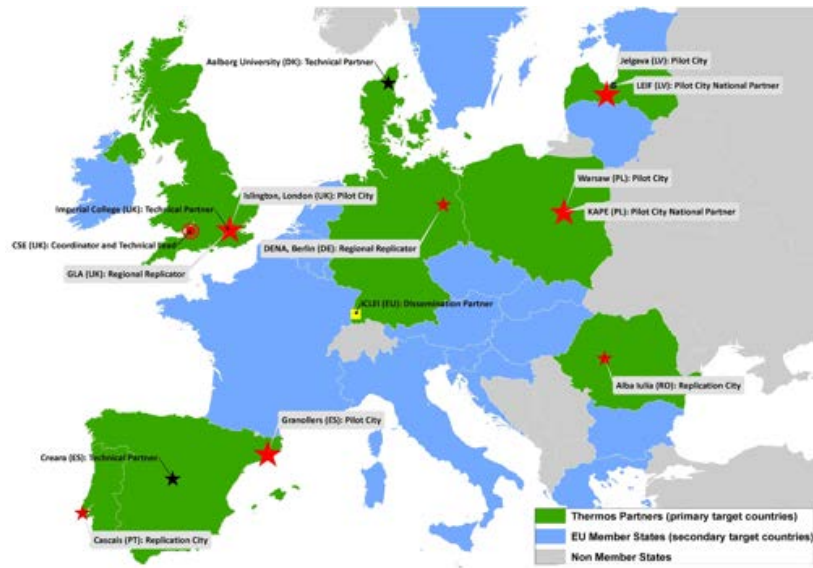 Aalborg University (DK): Technical Partner
Jelgava (LV): Pilot City
LEIF (LV): Pilot City National Partner
Warsaw (PL): Pilot City
Islington, London (UK): Pilot City
Imperial College (UK): Technical Partner
KAPE (PL): Pilot City National Partner
CSE (UK): Coordinator and Technical Lead
DENA, Berlin (DE): Regional Replicator
GLA (UK): Regional Replicator
ICLEI (EU): Dissemination Partner
Alba Iulia (RO): Replication City
Granollers (ES): Pilot City
Creara (ES): Technical Partner
Cascais (PT): Replication City
Thermos Partners (primary target countries)
EU Member States (secondary target countries)
Non Member States